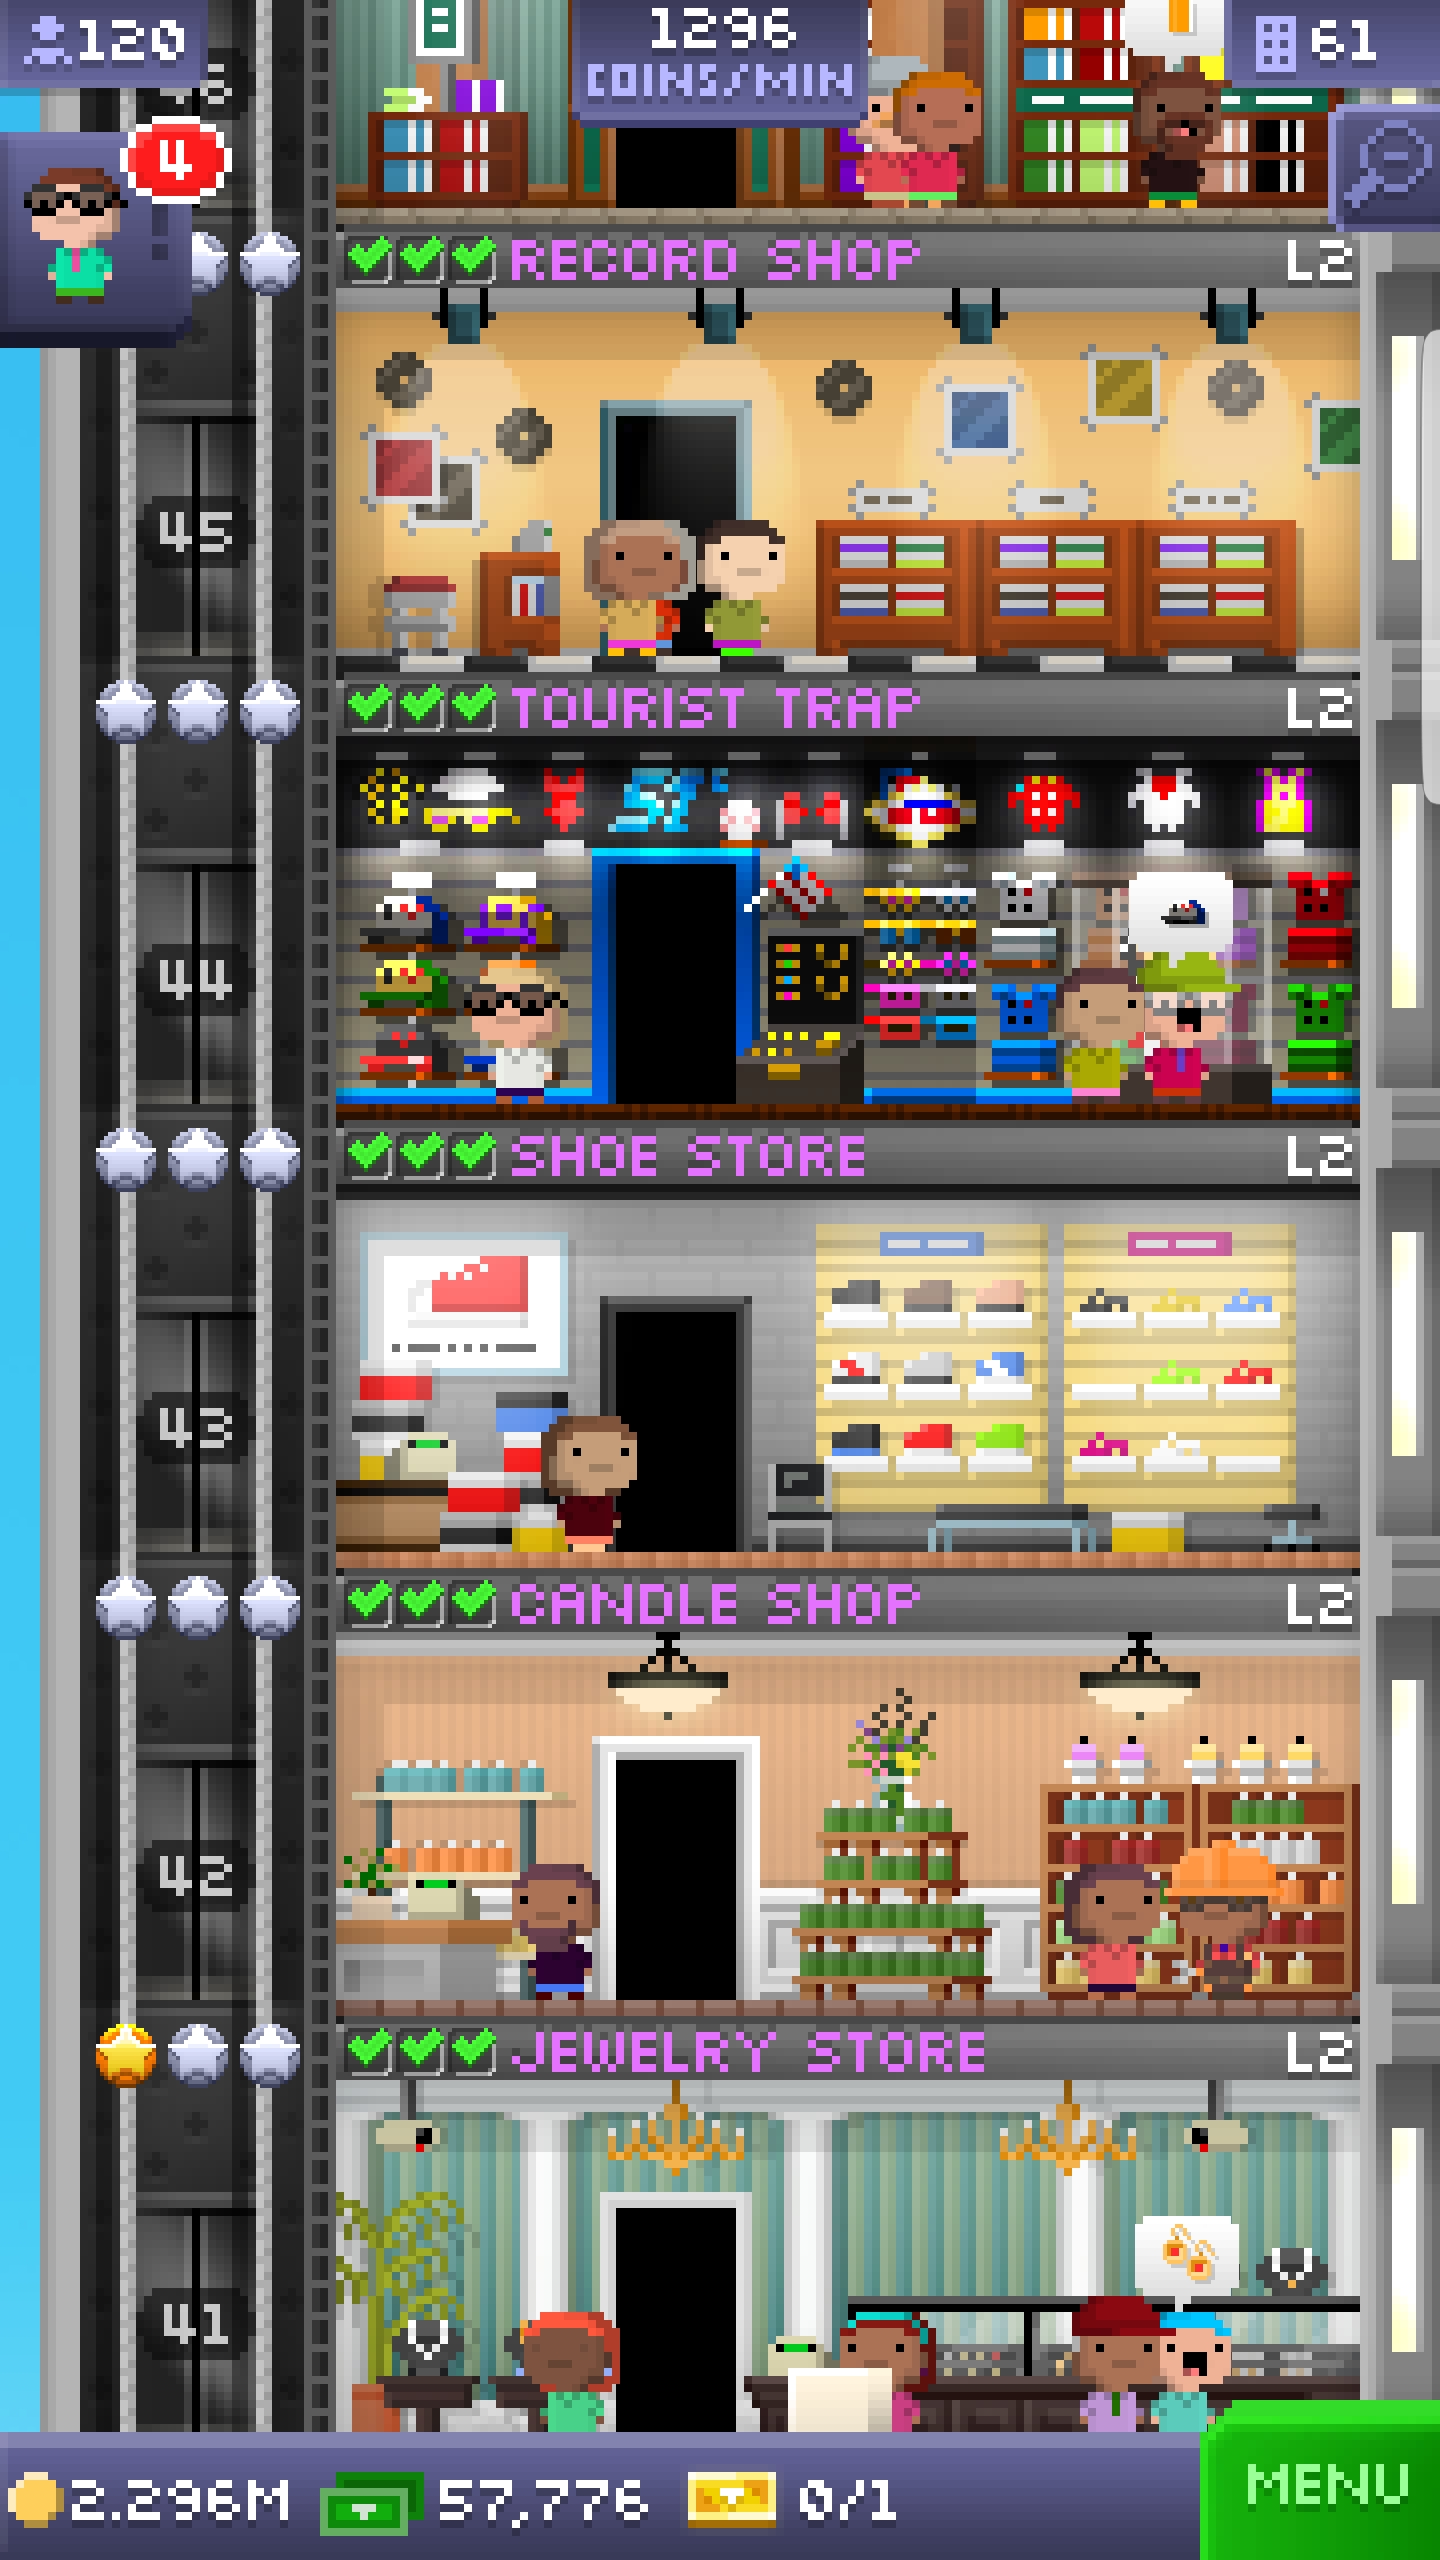 120
1296
COINS/MIN
61
4
RECORD SHOP L2
45
TOURIST TRAP L2
44
SHOE STORE L2
43
CANDLE SHOP L2
42
JEWELRY STORE L2
41
2.296M 57,776 0/1
MENU